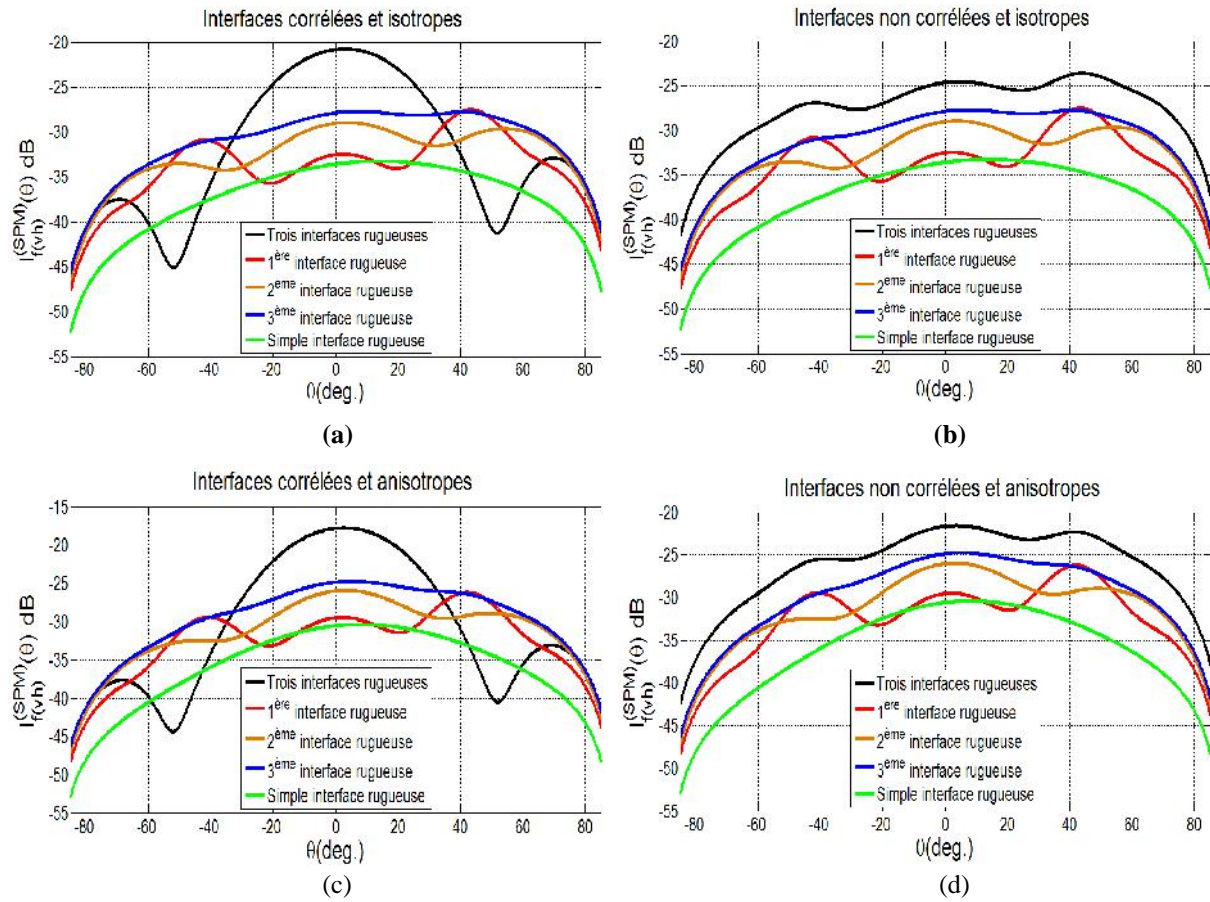 Interfaces corrélées et isotropes
-20
-25
-30
-35
-40
-45
-50
-55
I_f(vh)^(SPM)(θ) dB
Trois interfaces rugueuses
1ère interface rugueuse
2ème interface rugueuse
3ème interface rugueuse
Simple interface rugueuse
-80 -60 -40 -20 0 20 40 60 80
θ(deg.)
(a)
Interfaces non corrélées et isotropes
-20
-25
-30
-35
-40
-45
-50
-55
I_f(vh)^(SPM)(θ) dB
Trois interfaces rugueuses
1ère interface rugueuse
2ème interface rugueuse
3ème interface rugueuse
Simple interface rugueuse
-80 -60 -40 -20 0 20 40 60 80
θ(deg.)
(b)
Interfaces corrélées et anisotropes
-15
-20
-25
-30
-35
-40
-45
-50
-55
I_f(vh)^(SPM)(θ) dB
Trois interfaces rugueuses
1ère interface rugueuse
2ème interface rugueuse
3ème interface rugueuse
Simple interface rugueuse
-80 -60 -40 -20 0 20 40 60 80
θ(deg.)
(c)
Interfaces non corrélées et anisotropes
-20
-25
-30
-35
-40
-45
-50
-55
I_f(vh)^(SPM)(θ) dB
Trois interfaces rugueuses
1ère interface rugueuse
2ème interface rugueuse
3ème interface rugueuse
Simple interface rugueuse
-80 -60 -40 -20 0 20 40 60 80
θ(deg.)
(d)